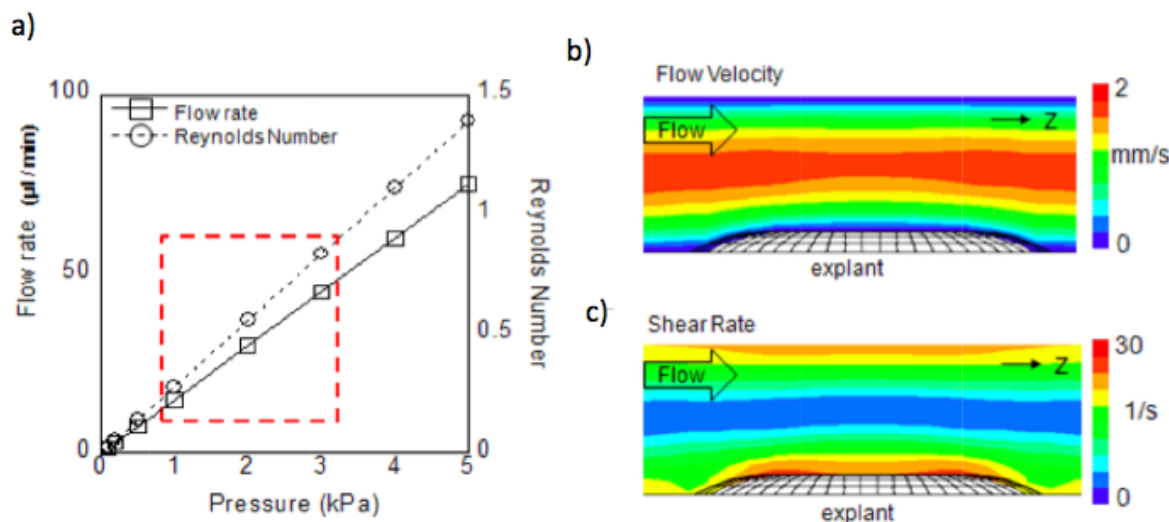 a)
100
50
0
Flow rate (µl/min)
Flow rate
Reynolds Number
1.5
1
0.5
0
Reynolds Number
0 1 2 3 4 5
Pressure (kPa)
b)
Flow Velocity
Flow
Z
2
mm/s
0
explant
c)
Shear Rate
Flow
Z
30
1/s
0
explant